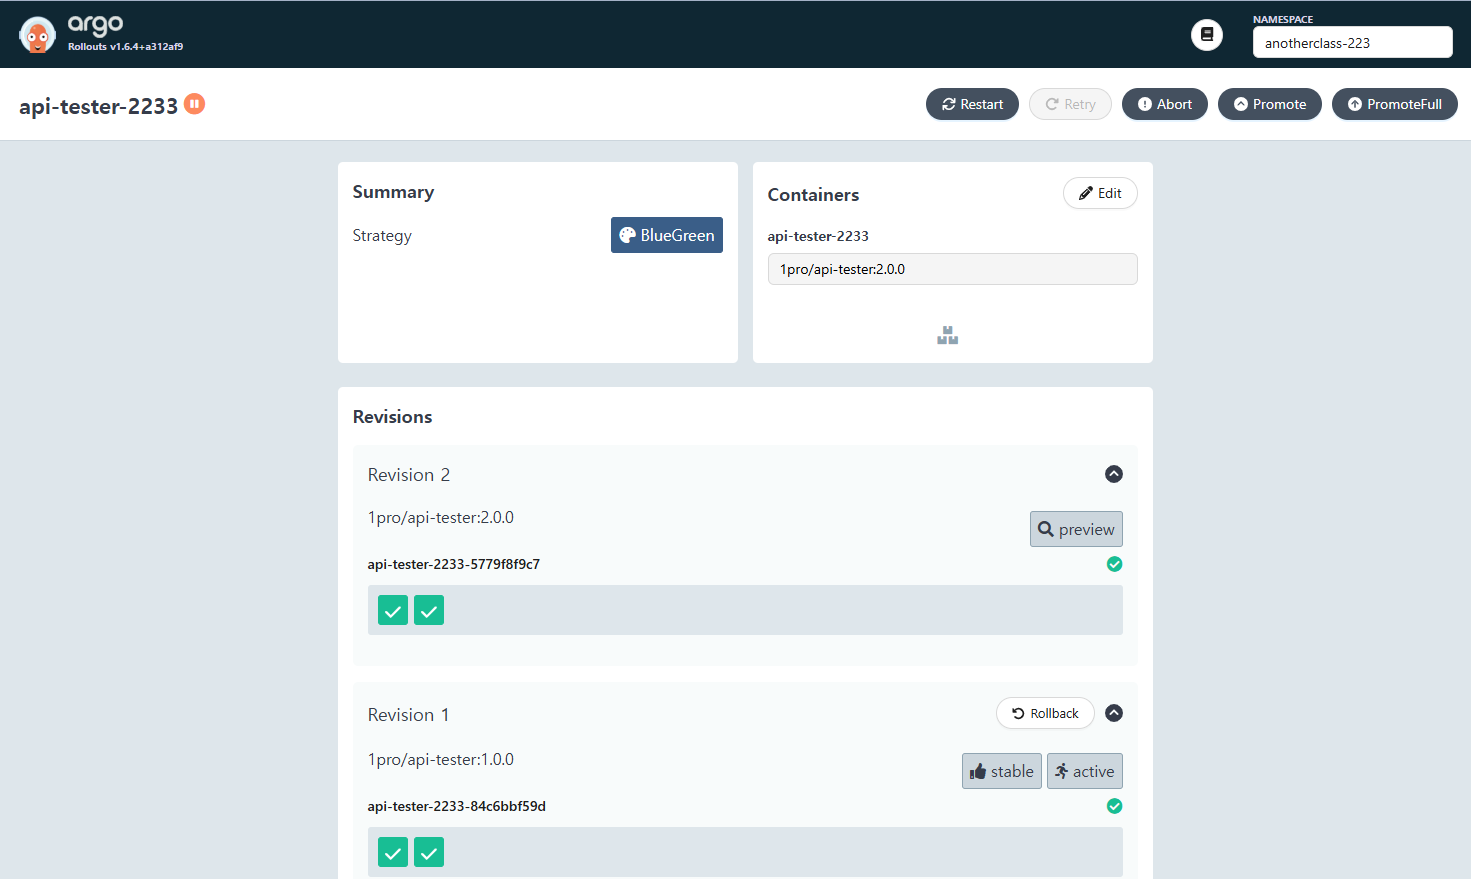 argo
Rollouts v1.6.4+a312af9
NAMESPACE
anotherclass-223
api-tester-2233
Restart
Retry
Abort
Promote
PromoteFull
Summary
Strategy
BlueGreen
Containers
Edit
api-tester-2233
1pro/api-tester:2.0.0
Revisions
Revision 2
1pro/api-tester:2.0.0
preview
api-tester-2233-5779f8f9c7
Revision 1
Rollback
1pro/api-tester:1.0.0
stable
active
api-tester-2233-84c6bbf59d